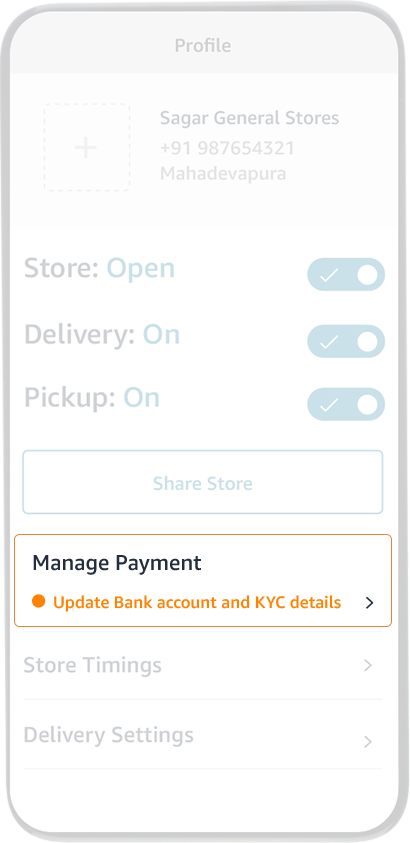 Profile
Sagar General Stores
+91 987654321
Mahadevapura
Store: Open
Delivery: On
Pickup: On
Share Store
Manage Payment
Update Bank account and KYC details
Store Timings
Delivery Settings